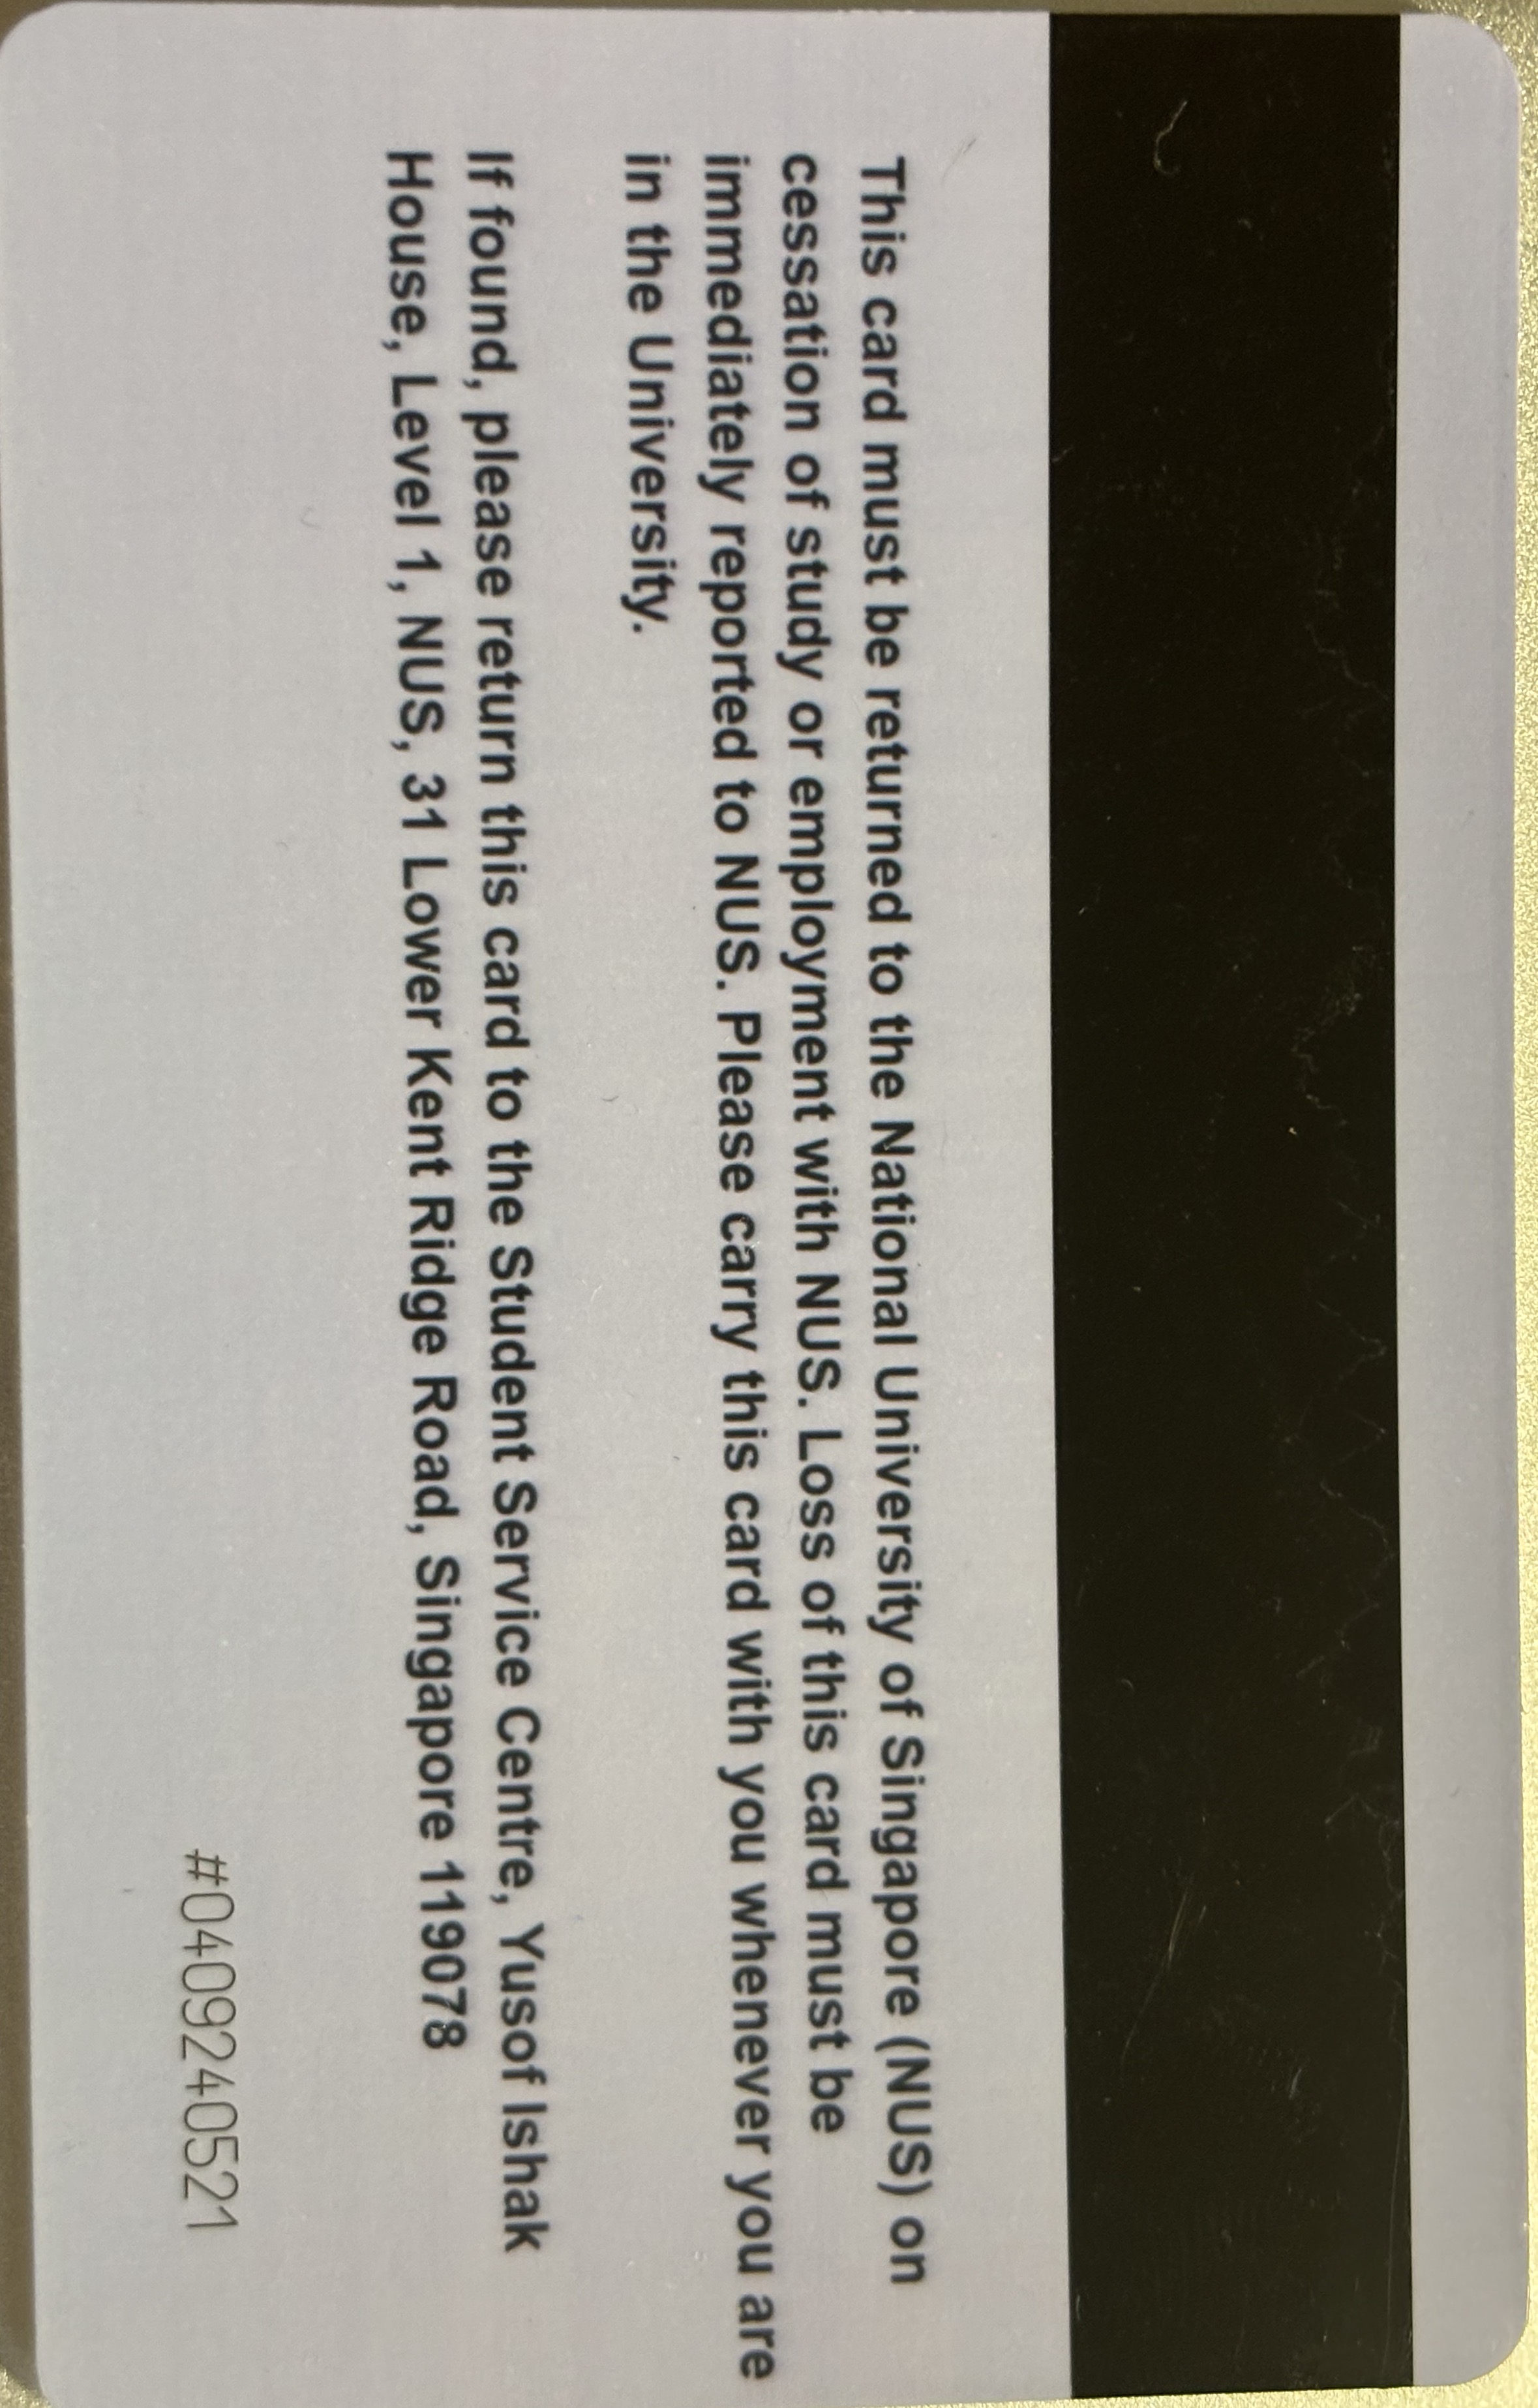 This card must be returned to the National University of Singapore (NUS) on
cessation of study or employment with NUS. Loss of this card must be
immediately reported to NUS. Please carry this card with you whenever you are
in the University.
If found, please return this card to the Student Service Centre, Yusof Ishak
House, Level 1, NUS, 31 Lower Kent Ridge Road, Singapore 119078
#0409240521